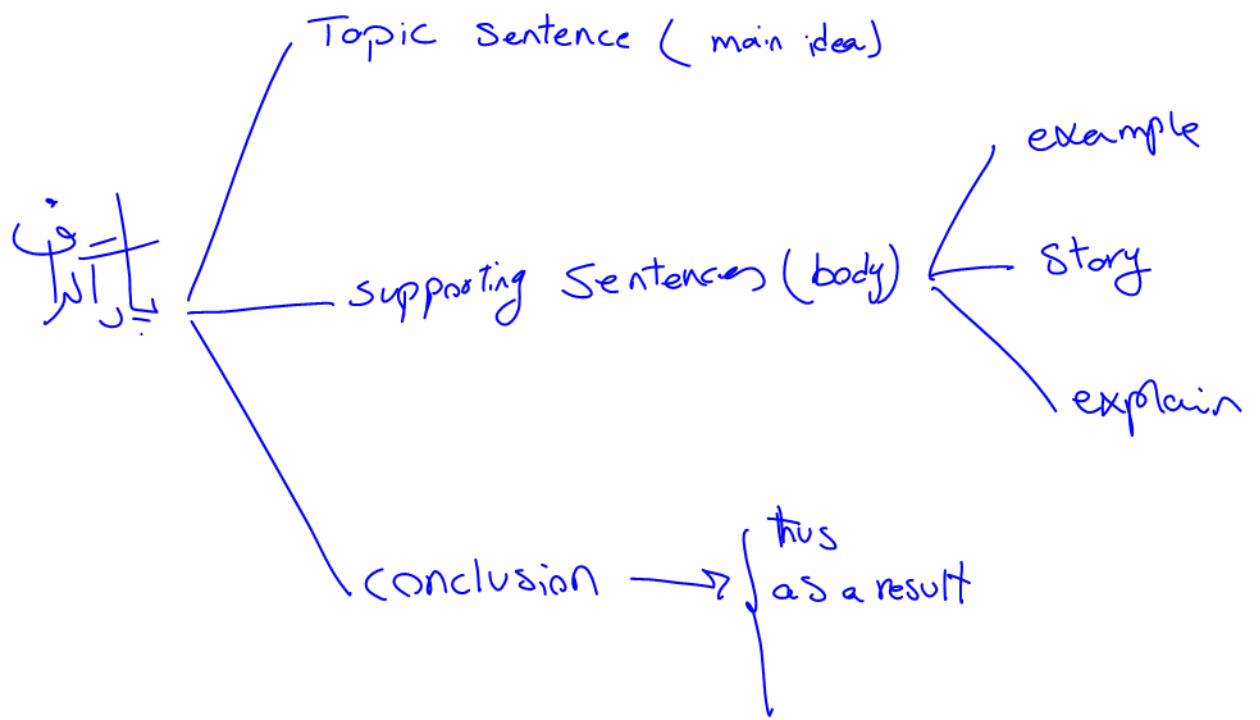 Topic sentence (main idea)
پاراگراف
supporting sentences (body)
example
story
explain
conclusion →
thus
as a result